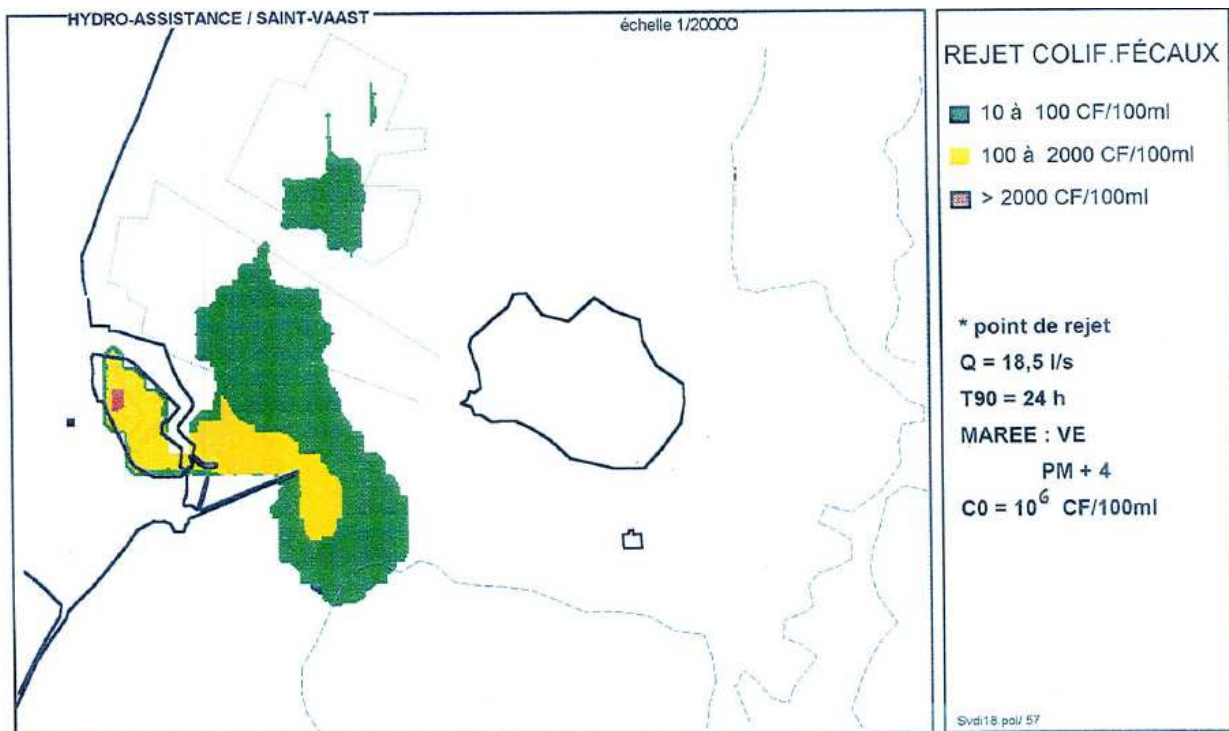 HYDRO-ASSISTANCE / SAINT-VAAST
échelle 1/20000
REJET COLIF.FÉCAUX
10 à 100 CF/100ml
100 à 2000 CF/100ml
> 2000 CF/100ml
* point de rejet
Q = 18,5 l/s
T90 = 24 h
MAREE : VE
PM + 4
C0 = 10⁶ CF/100ml
Svdi18.pol/ 57